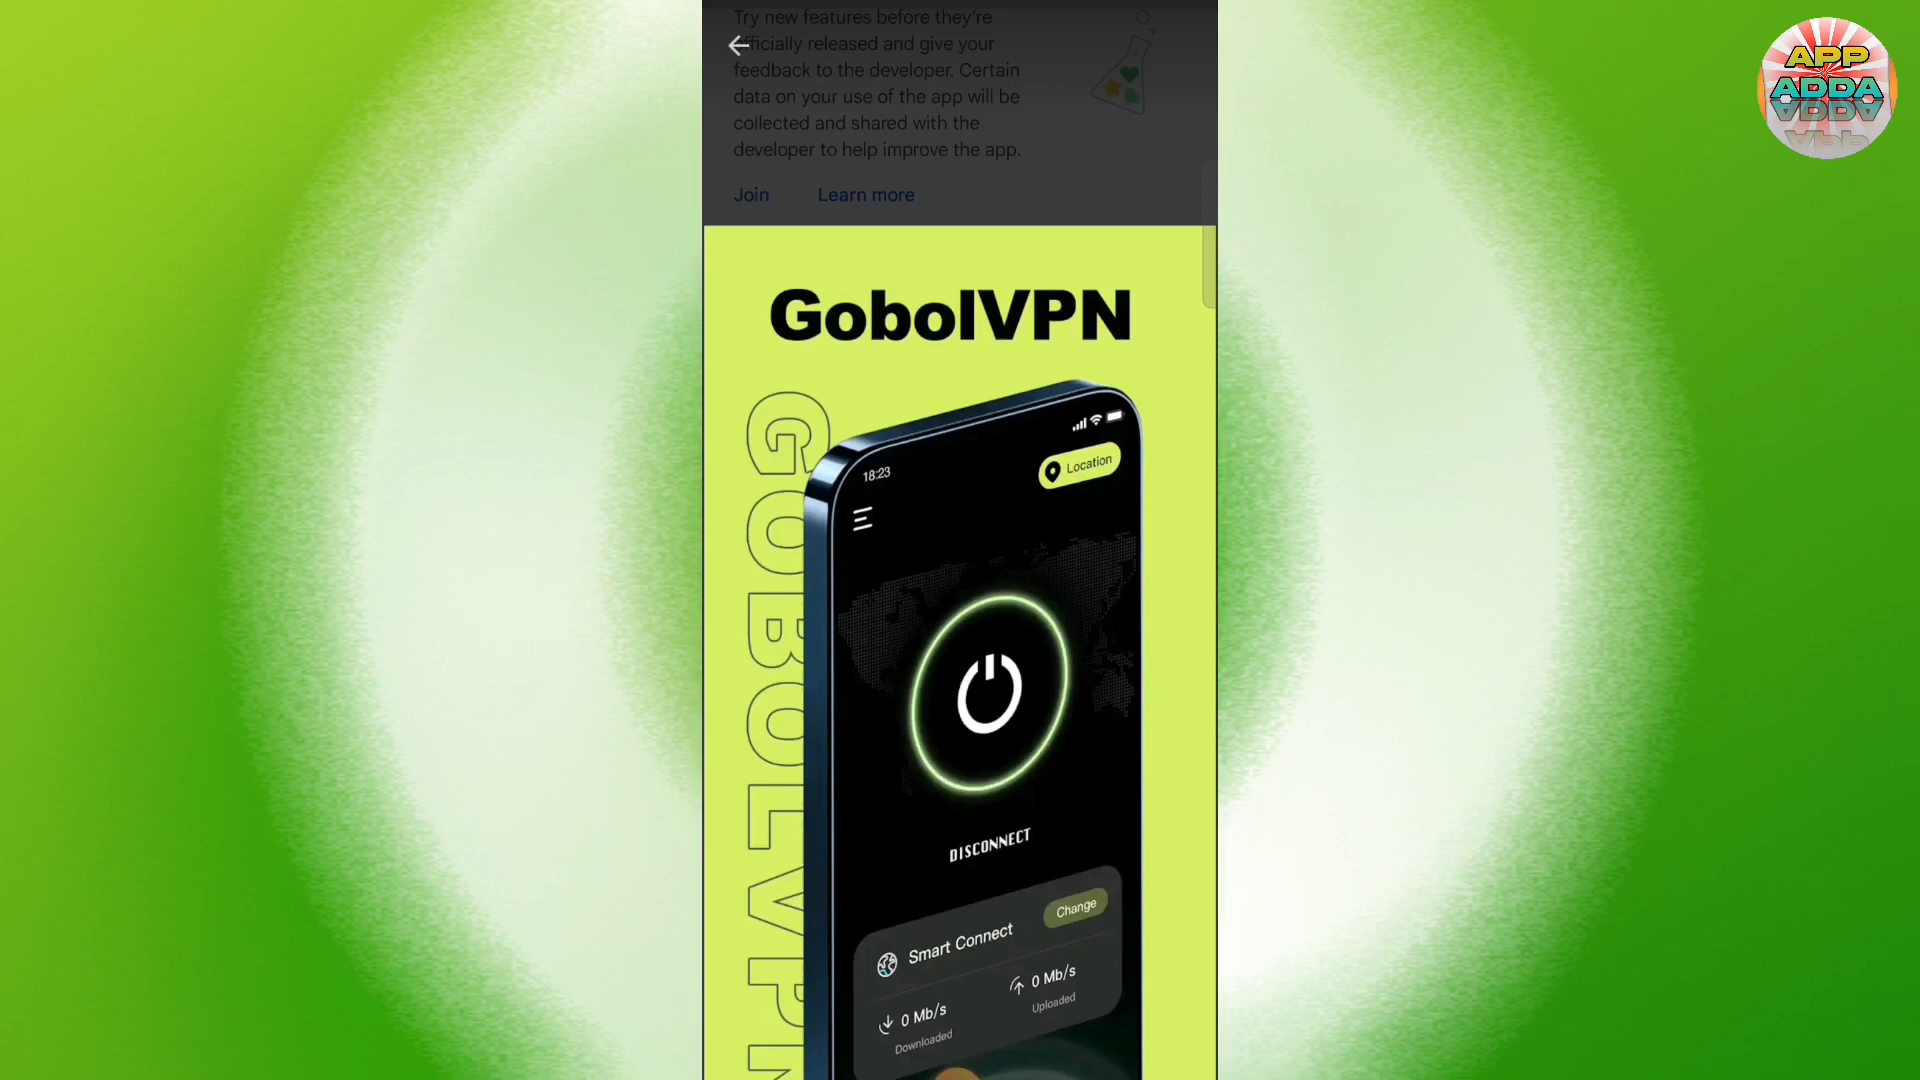 Try new features before they're
officially released and give your
feedback to the developer. Certain
data on your use of the app will be
collected and shared with the
developer to help improve the app.
Join Learn more
GobolVPN
GOBOLVPN
18:23
Location
DISCONNECT
Smart Connect
Change
0 Mb/s
Downloaded
0 Mb/s
Uploaded
APP
ADDA